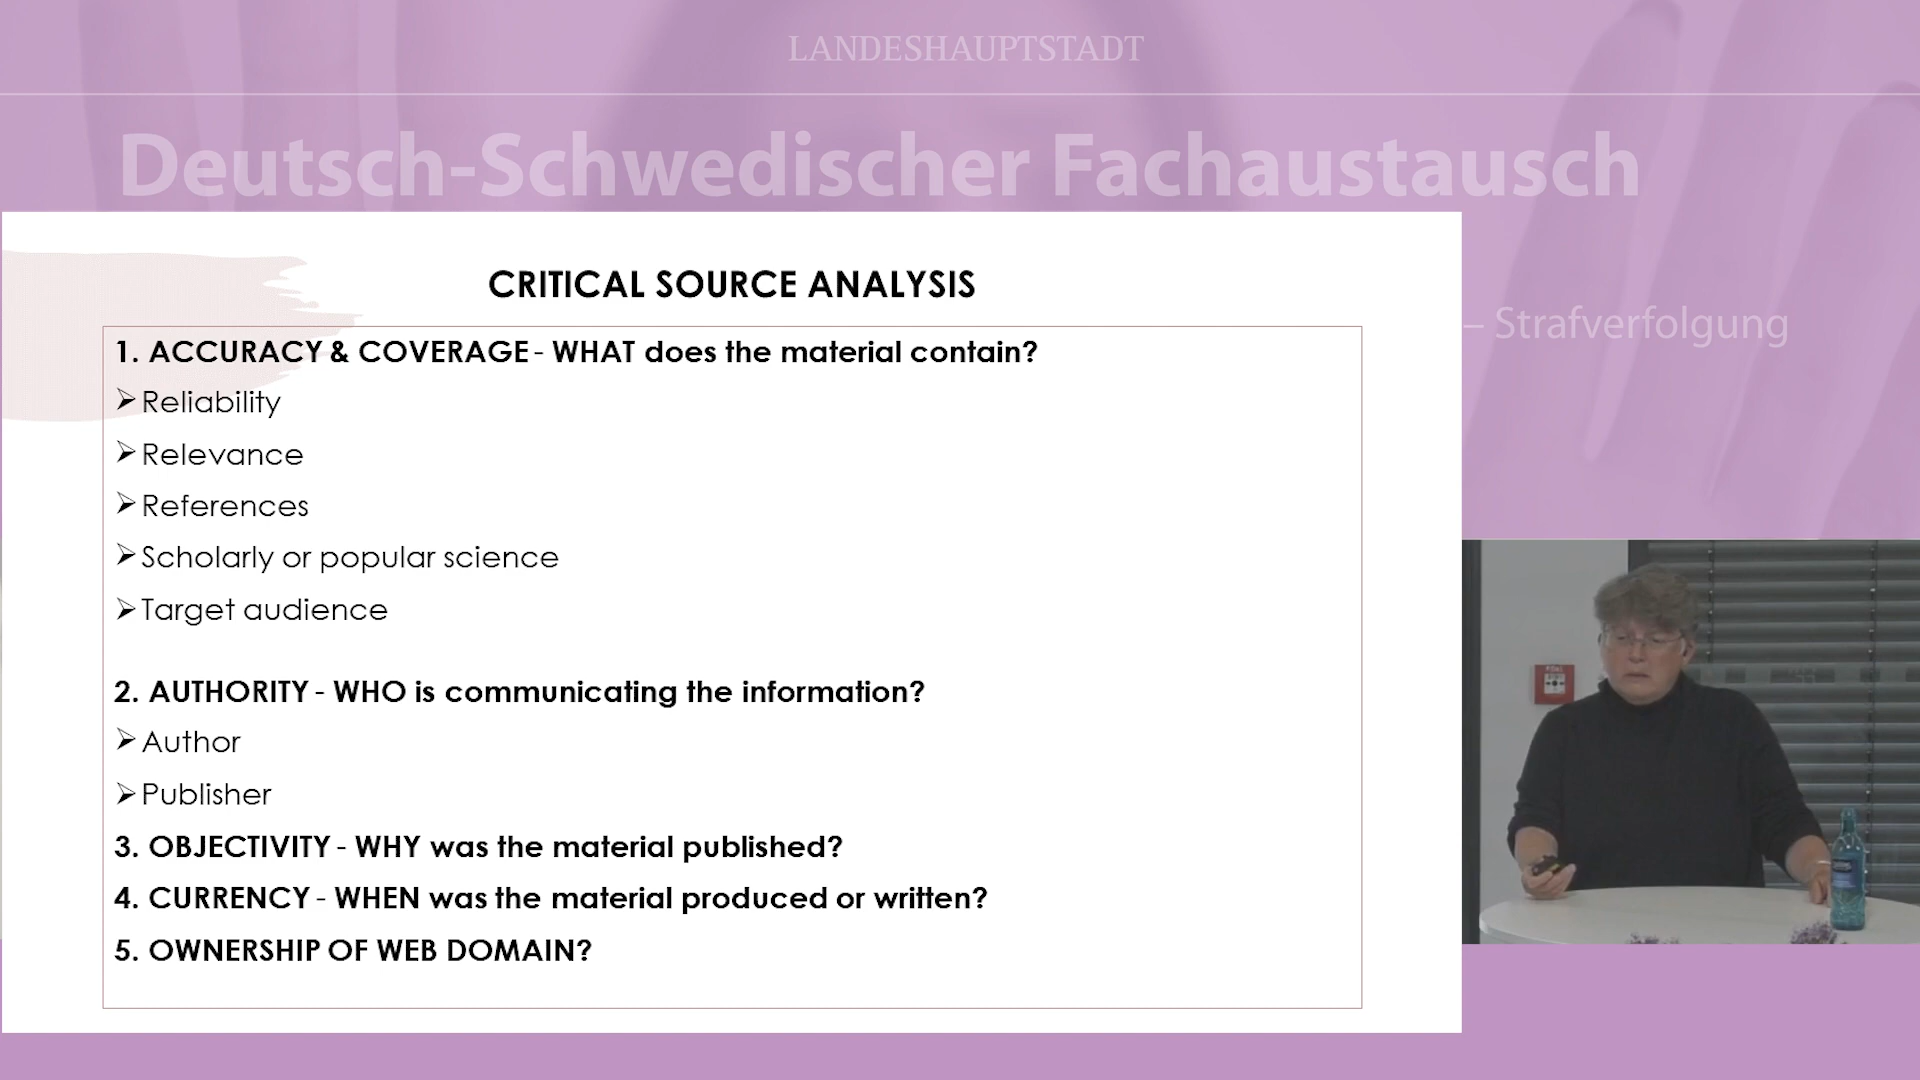 LANDESHAUPTSTADT
Deutsch-Schwedischer Fachaustausch
– Strafverfolgung
CRITICAL SOURCE ANALYSIS
1. ACCURACY & COVERAGE - WHAT does the material contain?
Reliability
Relevance
References
Scholarly or popular science
Target audience
2. AUTHORITY - WHO is communicating the information?
Author
Publisher
3. OBJECTIVITY - WHY was the material published?
4. CURRENCY - WHEN was the material produced or written?
5. OWNERSHIP OF WEB DOMAIN?